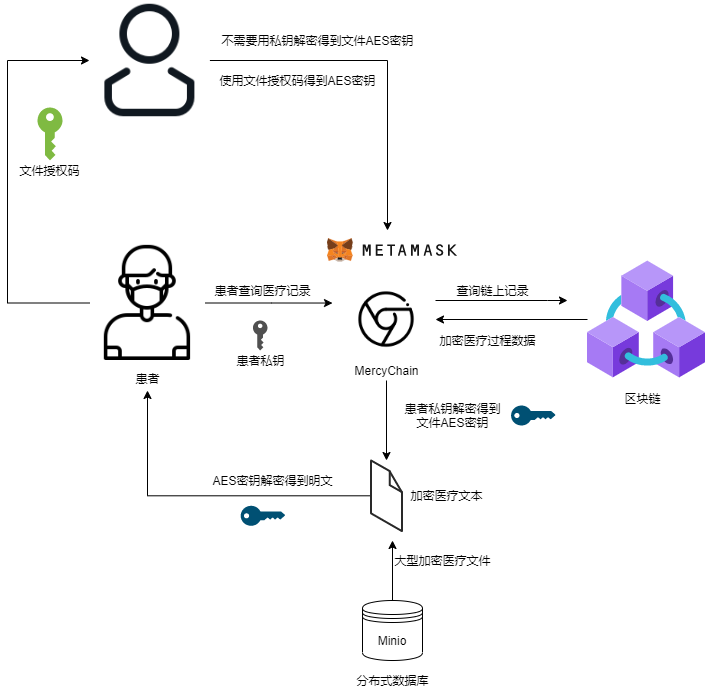 不需要用私钥解密得到文件AES密钥
使用文件授权码得到AES密钥
文件授权码
METAMASK
患者查询医疗记录
患者私钥
查询链上记录
加密医疗过程数据
MercyChain
患者
区块链
患者私钥解密得到
文件AES密钥
AES密钥解密得到明文
加密医疗文本
大型加密医疗文件
Minio
分布式数据库